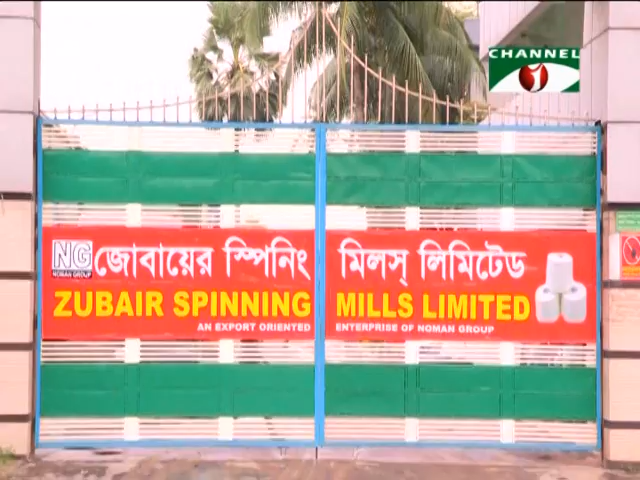 CHANNEL
i
NG
NOMAN GROUP
জোবায়ের স্পিনিং মিলস্ লিমিটেড
ZUBAIR SPINNING MILLS LIMITED
AN EXPORT ORIENTED ENTERPRISE OF NOMAN GROUP